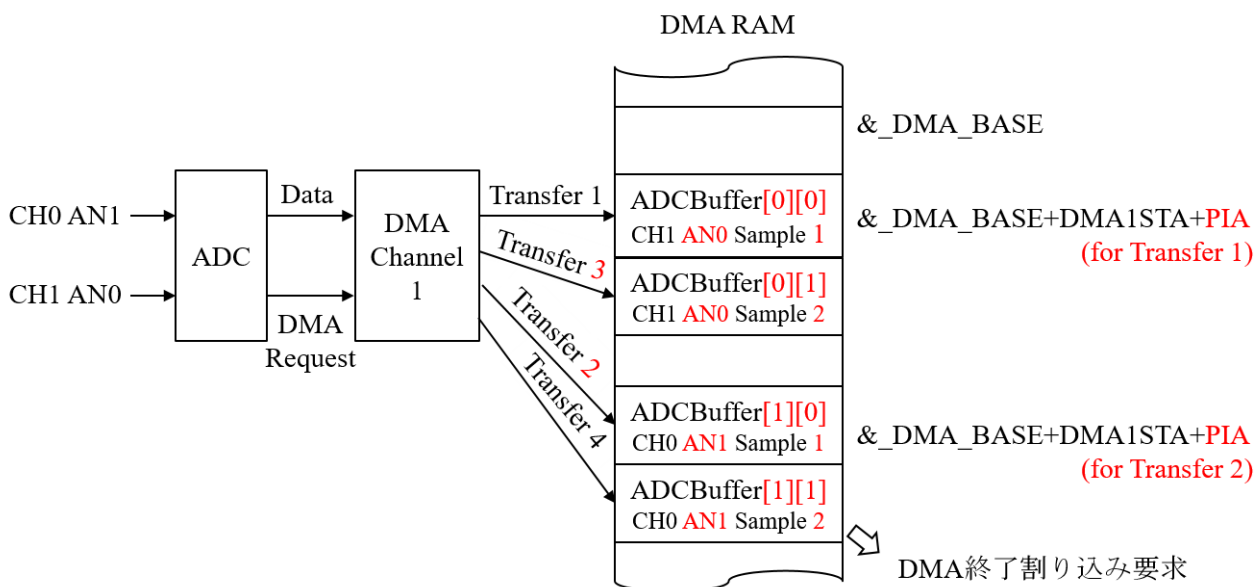 DMA RAM
&_DMA_BASE
CH0 AN1
CH1 AN0
ADC
Data
DMA
Request
DMA
Channel
1
Transfer 1
Transfer 3
Transfer 2
Transfer 4
ADCBuffer[0][0]
CH1 AN0 Sample 1
&_DMA_BASE+DMA1STA+PIA
(for Transfer 1)
ADCBuffer[0][1]
CH1 AN0 Sample 2
ADCBuffer[1][0]
CH0 AN1 Sample 1
&_DMA_BASE+DMA1STA+PIA
(for Transfer 2)
ADCBuffer[1][1]
CH0 AN1 Sample 2
DMA終了割り込み要求